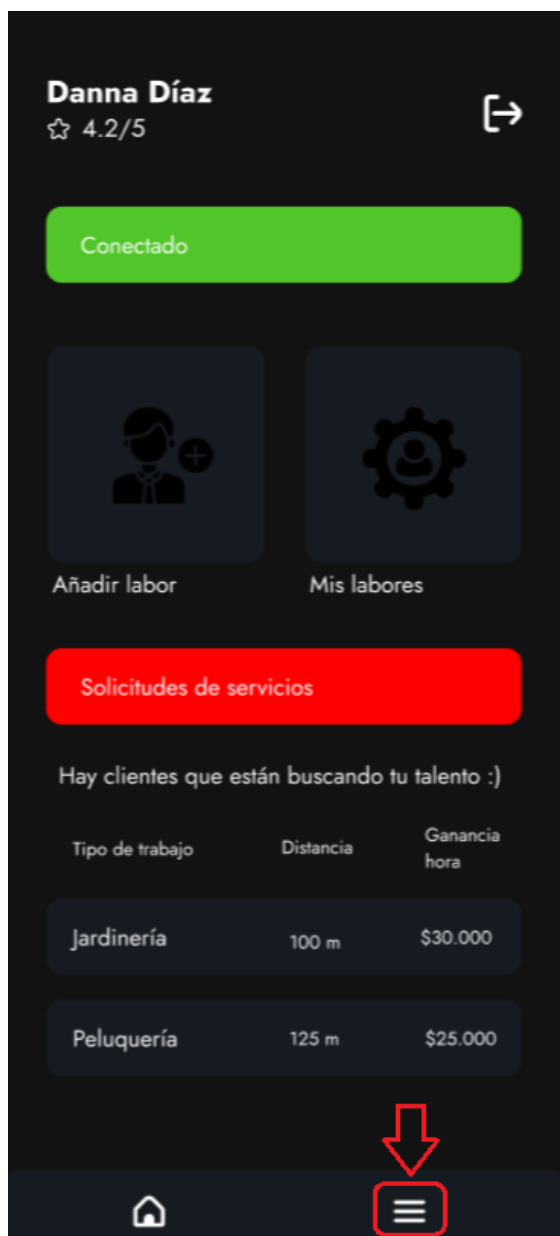 Danna Díaz
4.2/5
Conectado
Añadir labor
Mis labores
Solicitudes de servicios
Hay clientes que están buscando tu talento :)
Tipo de trabajo
Distancia
Ganancia
hora
Jardinería
100 m
$30.000
Peluquería
125 m
$25.000